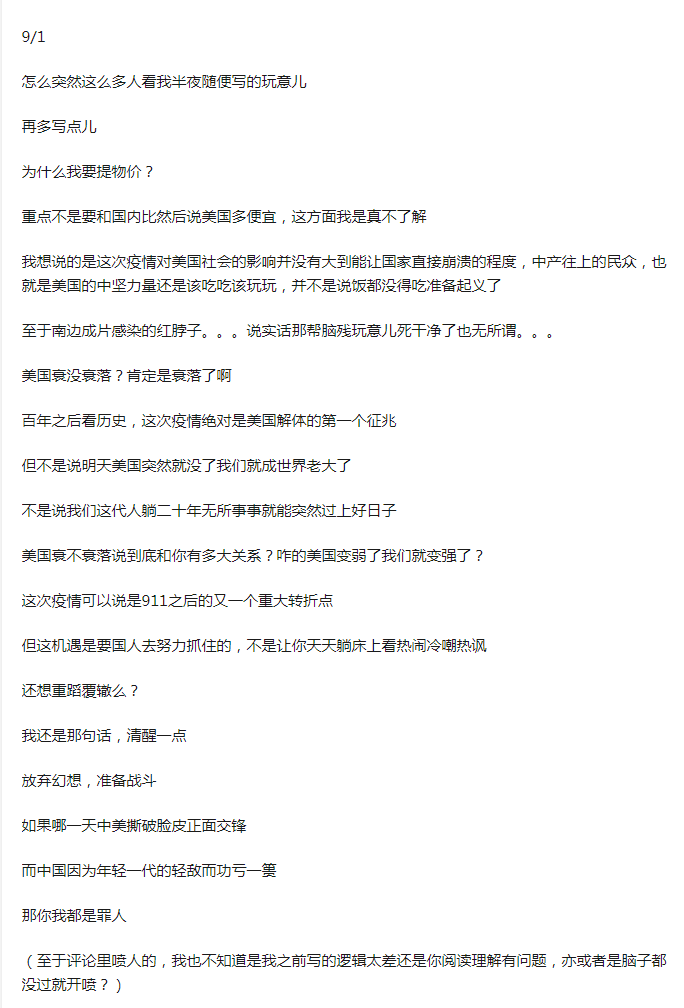 9/1
怎么突然这么多人看我半夜随便写的玩意儿
再多写点儿
为什么我要提物价？
重点不是要和国内比然后说美国多便宜，这方面我是真不了解
我想说的是这次疫情对美国社会的影响并没有大到能让国家直接崩溃的程度，中产往上的民众，也
就是美国的中坚力量还是该吃吃该玩玩，并不是说饭都没得吃准备起义了
至于南边成片感染的红脖子。。。说实话那帮脑残玩意儿死干净了也无所谓。。。
美国衰没衰落？肯定是衰落了啊
百年之后看历史，这次疫情绝对是美国解体的第一个征兆
但不是说明天美国突然就没了我们就成世界老大了
不是说我们这代人躺二十年无所事事就能突然过上好日子
美国衰不衰落说到底和你有多大关系？咋的美国变弱了我们就变强了？
这次疫情可以说是911之后的又一个重大转折点
但这机遇是要国人去努力抓住的，不是让你天天躺床上看热闹冷嘲热讽
还想重蹈覆辙么？
我还是那句话，清醒一点
放弃幻想，准备战斗
如果哪一天中美撕破脸皮正面交锋
而中国因为年轻一代的轻敌而功亏一篑
那你我都是罪人
（至于评论里喷人的，我也不知道是我之前写的逻辑太差还是你阅读理解有问题，亦或者是脑子都
没过就开喷？）